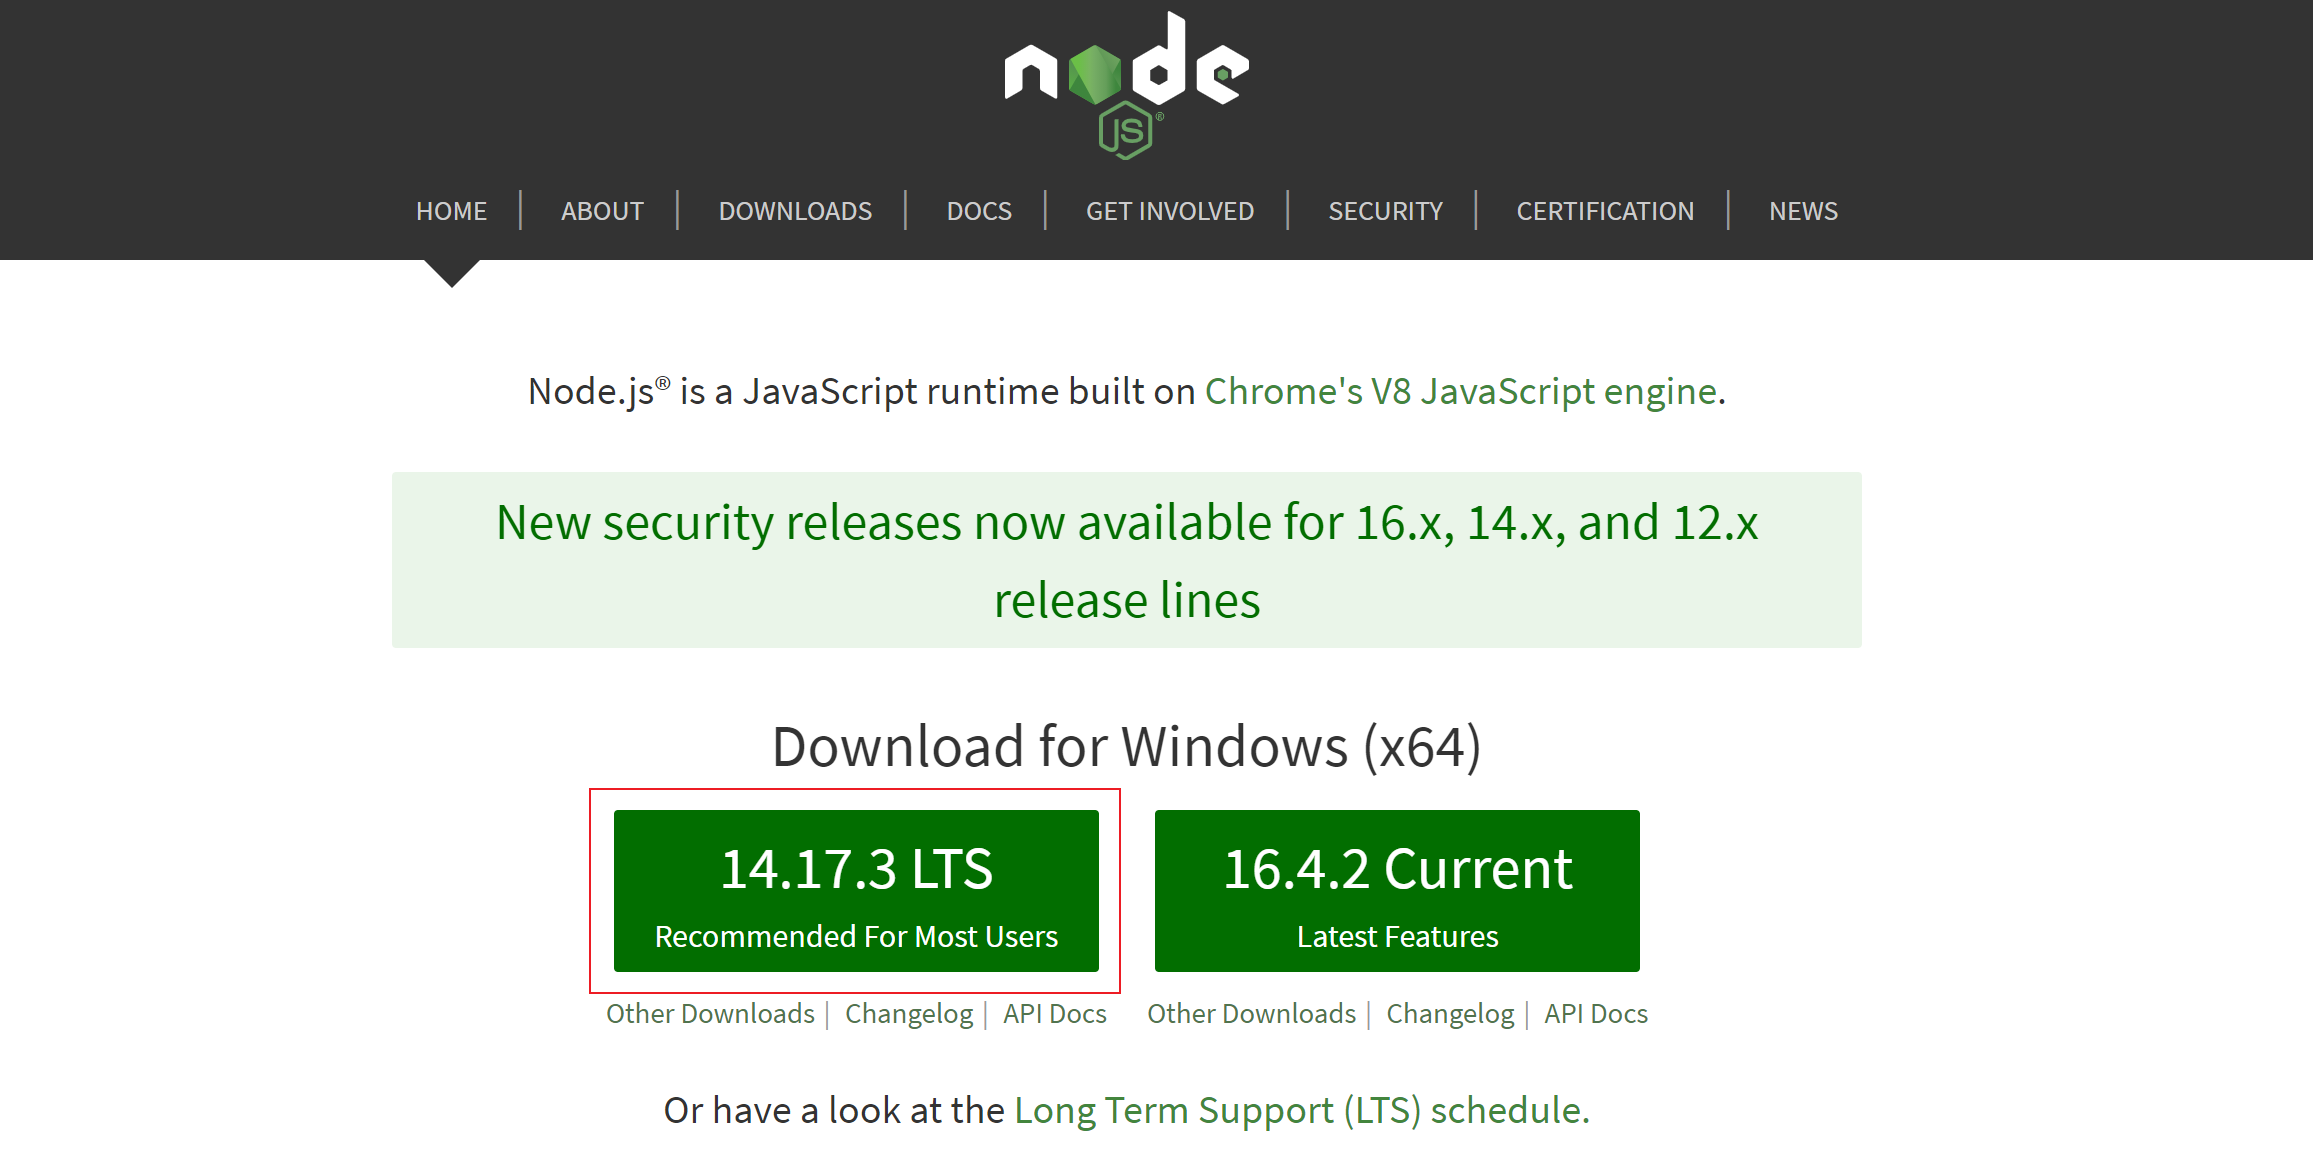 node
JS®
HOME | ABOUT | DOWNLOADS | DOCS | GET INVOLVED | SECURITY | CERTIFICATION | NEWS
Node.js® is a JavaScript runtime built on Chrome's V8 JavaScript engine.
New security releases now available for 16.x, 14.x, and 12.x
release lines
Download for Windows (x64)
14.17.3 LTS
Recommended For Most Users
16.4.2 Current
Latest Features
Other Downloads | Changelog | API Docs
Other Downloads | Changelog | API Docs
Or have a look at the Long Term Support (LTS) schedule.